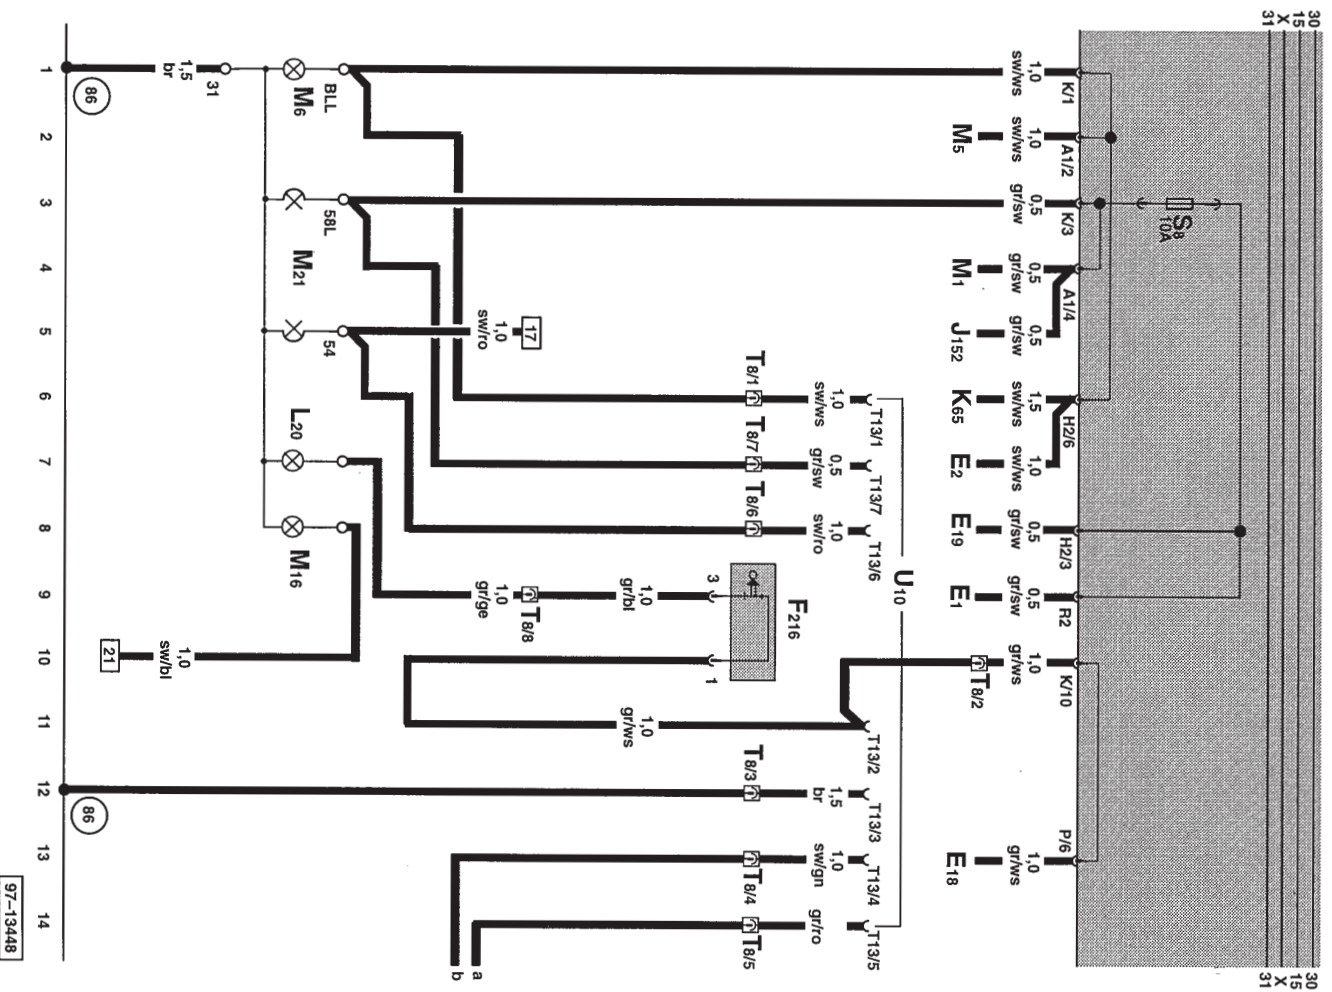 30
15
X
31
30
15
X
31
S8
10A
K/1
A1/2
K/3
A1/4
H2/6
H2/3
R2
K/10
P/6
1,0
sw/ws
1,0
sw/ws
0,5
gr/sw
0,5
gr/sw
0,5
gr/sw
1,5
sw/ws
1,0
sw/ws
0,5
gr/sw
0,5
gr/sw
1,0
gr/ws
1,0
gr/ws
M5
M1
J152
K65
E2
E19
E1
T8/2
E18
U10
T13/1
T13/7
T13/6
T13/2
T13/3
T13/4
T13/5
1,0
sw/ws
0,5
gr/sw
1,0
sw/ro
1,5
br
1,0
sw/gn
gr/ro
T8/1
T8/7
T8/6
T8/3
T8/4
T8/5
F216
3
1
1,0
gr/bl
1,0
gr/ws
T8/8
1,0
gr/ge
17
1,0
sw/ro
a
b
BLL
58L
54
M6
M21
L20
M16
31
1,5
br
1,0
sw/bl
21
86
86
1
2
3
4
5
6
7
8
9
10
11
12
13
14
97–13448